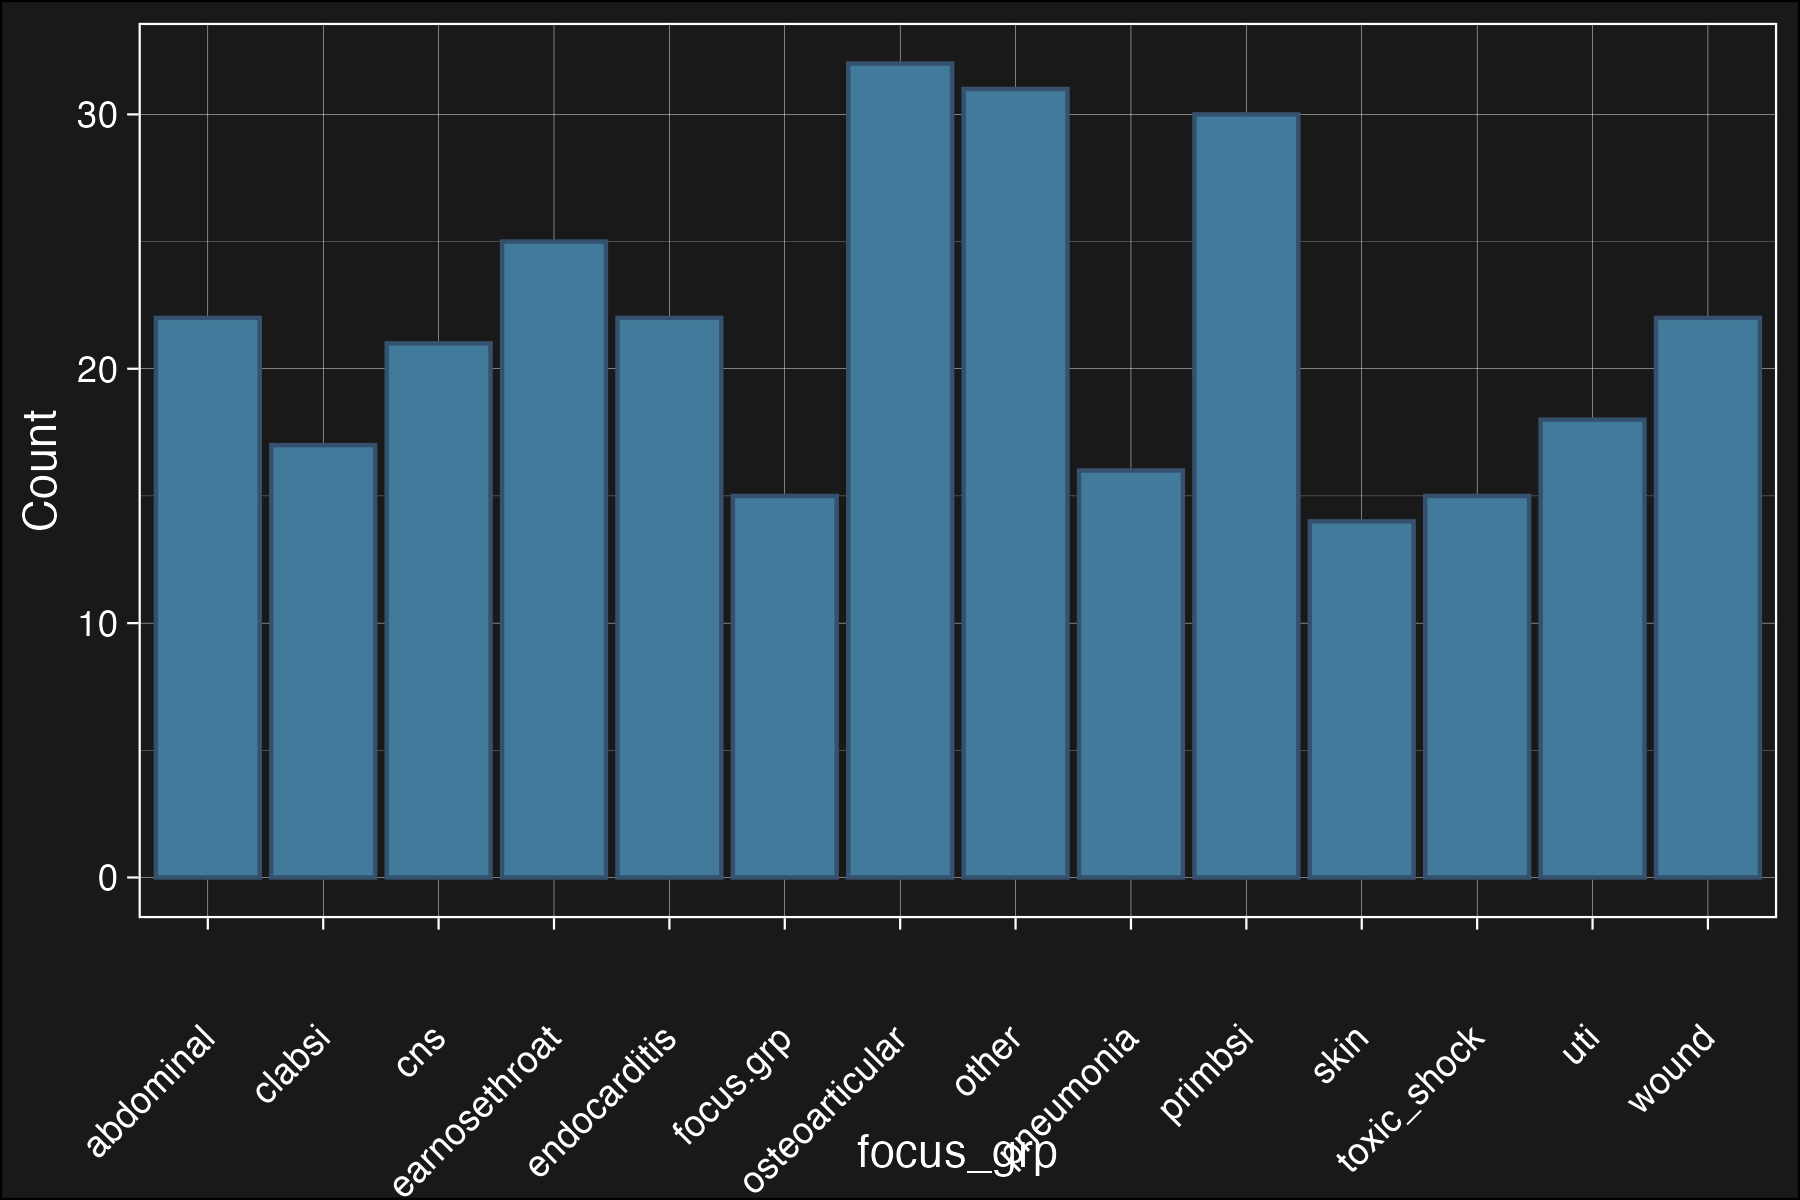 Count
30
20
10
0
abdominal
clabsi
cns
earnosethroat
endocarditis
focus.grp
osteoarticular
other
pneumonia
primbsi
skin
toxic_shock
uti
wound
focus_grp